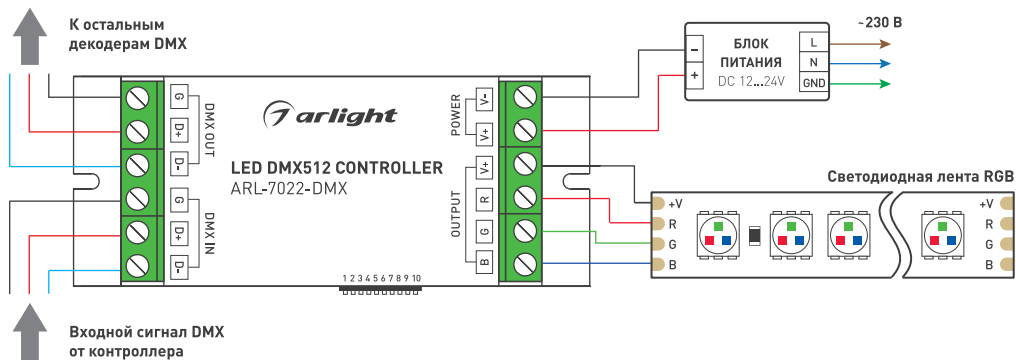 К остальным
декодерам DMX
G
D+
D-
DMX OUT
G
D+
D-
DMX IN
arlight
LED DMX512 CONTROLLER
ARL-7022-DMX
1 2 3 4 5 6 7 8 9 10
POWER
V-
V+
OUTPUT
V+
R
G
B
–
+
БЛОК
ПИТАНИЯ
DC 12...24V
L
N
GND
~230 В
Светодиодная лента RGB
+V
R
G
B
+V
R
G
B
Входной сигнал DMX
от контроллера